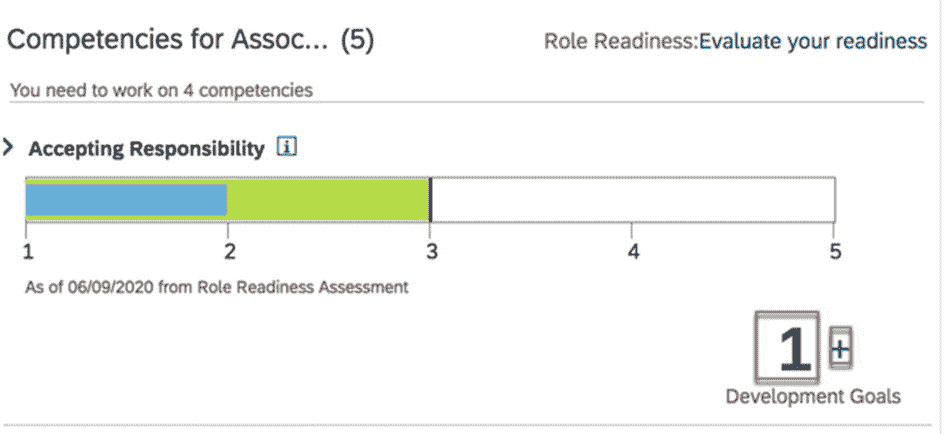 Competencies for Assoc... (5)
Role Readiness:Evaluate your readiness
You need to work on 4 competencies
Accepting Responsibility i
1 2 3 4 5
As of 06/09/2020 from Role Readiness Assessment
1 +
Development Goals